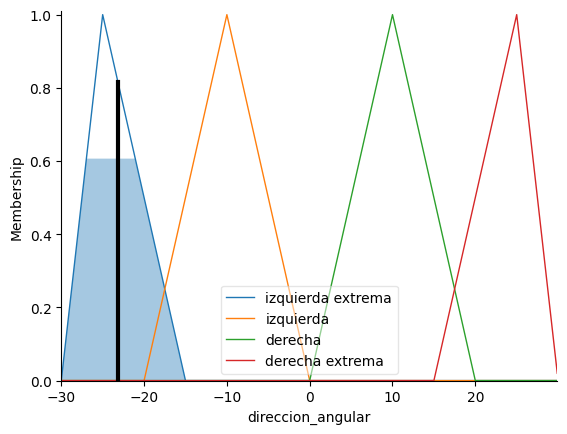 1.0
0.8
0.6
0.4
0.2
0.0
Membership
izquierda extrema
izquierda
derecha
derecha extrema
−30
−20
−10
0
10
20
direccion_angular